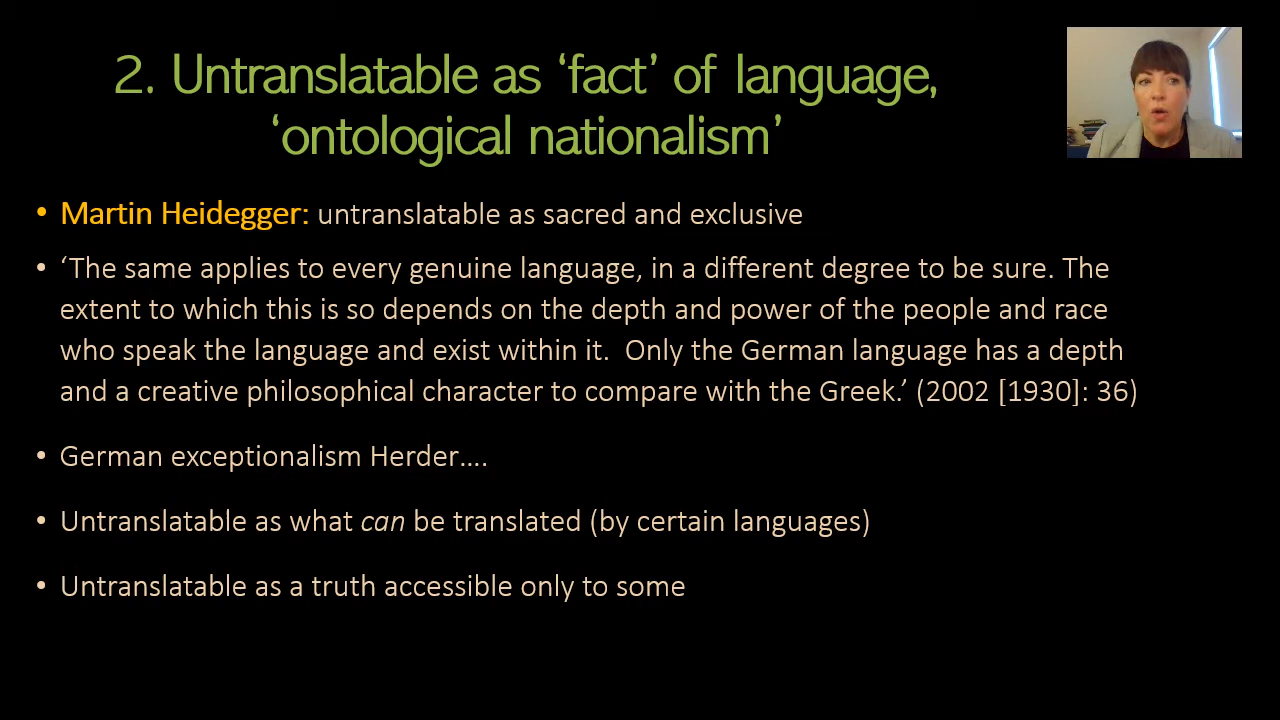 2. Untranslatable as ‘fact’ of language,
‘ontological nationalism’
• Martin Heidegger: untranslatable as sacred and exclusive
• ‘The same applies to every genuine language, in a different degree to be sure. The
extent to which this is so depends on the depth and power of the people and race
who speak the language and exist within it.  Only the German language has a depth
and a creative philosophical character to compare with the Greek.’ (2002 [1930]: 36)
• German exceptionalism Herder….
• Untranslatable as what can be translated (by certain languages)
• Untranslatable as a truth accessible only to some